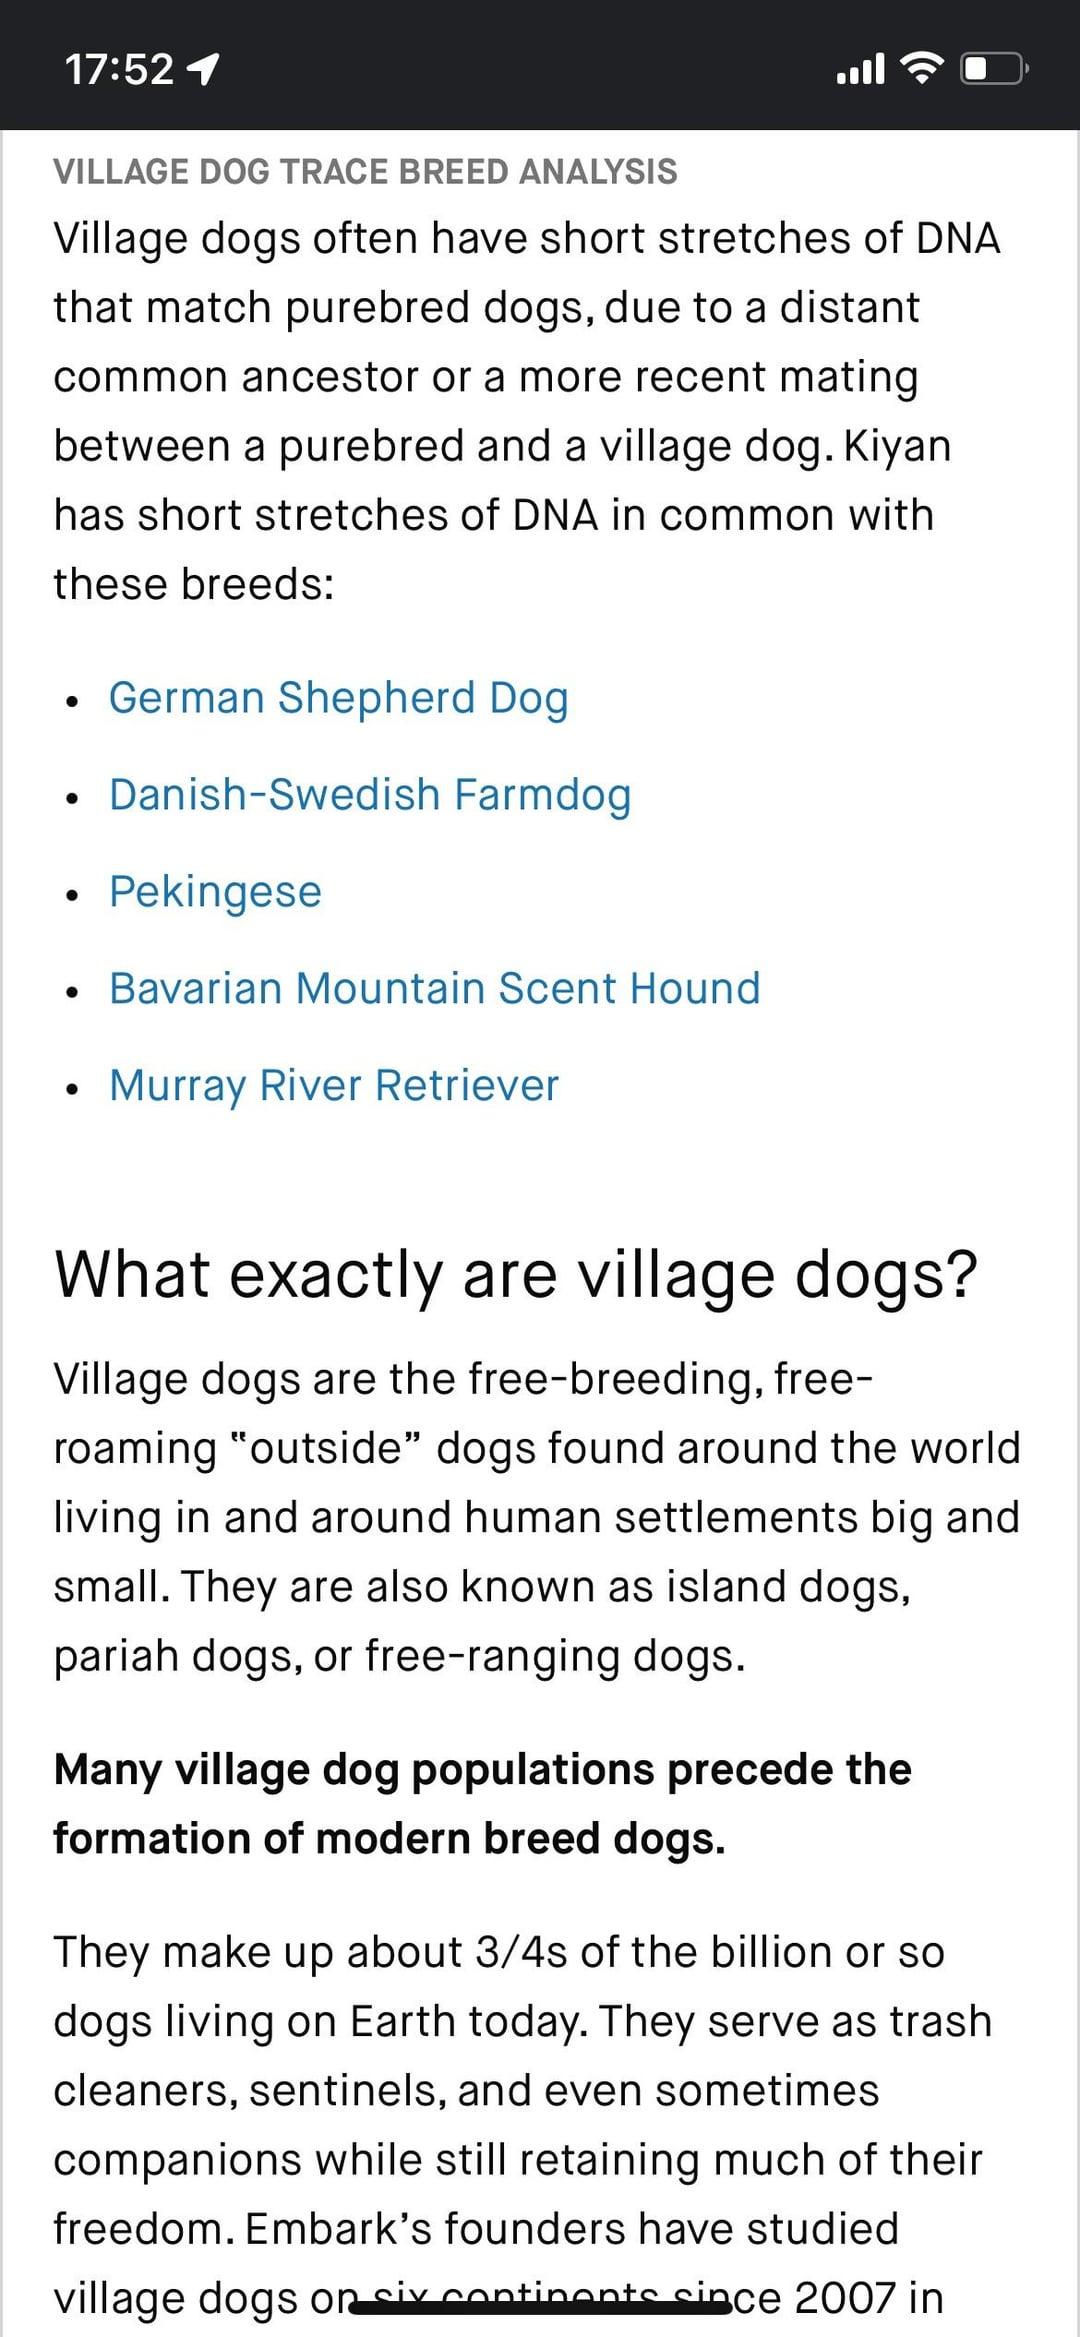 17:52
VILLAGE DOG TRACE BREED ANALYSIS
Village dogs often have short stretches of DNA
that match purebred dogs, due to a distant
common ancestor or a more recent mating
between a purebred and a village dog. Kiyan
has short stretches of DNA in common with
these breeds:
• German Shepherd Dog
• Danish-Swedish Farmdog
• Pekingese
• Bavarian Mountain Scent Hound
• Murray River Retriever
What exactly are village dogs?
Village dogs are the free-breeding, free-
roaming “outside” dogs found around the world
living in and around human settlements big and
small. They are also known as island dogs,
pariah dogs, or free-ranging dogs.
Many village dog populations precede the
formation of modern breed dogs.
They make up about 3/4s of the billion or so
dogs living on Earth today. They serve as trash
cleaners, sentinels, and even sometimes
companions while still retaining much of their
freedom. Embark’s founders have studied
village dogs on six continents since 2007 in